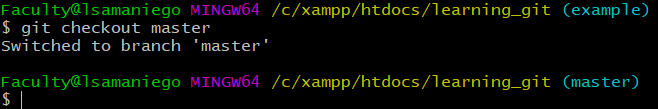 Faculty@lsamaniego MINGW64 /c/xampp/htdocs/learning_git (example)
$ git checkout master
Switched to branch 'master'
Faculty@lsamaniego MINGW64 /c/xampp/htdocs/learning_git (master)
$